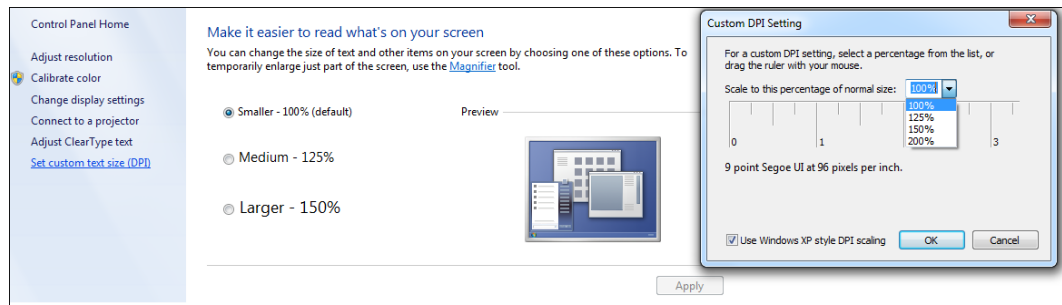 Control Panel Home
Adjust resolution
Calibrate color
Change display settings
Connect to a projector
Adjust ClearType text
Set custom text size (DPI)
Make it easier to read what's on your screen
You can change the size of text and other items on your screen by choosing one of these options. To
temporarily enlarge just part of the screen, use the Magnifier tool.
Smaller - 100% (default)
Preview
Medium - 125%
Larger - 150%
Apply
Custom DPI Setting
For a custom DPI setting, select a percentage from the list, or
drag the ruler with your mouse.
Scale to this percentage of normal size: 100%
100%
125%
150%
200%
0 1 3
9 point Segoe UI at 96 pixels per inch.
Use Windows XP style DPI scaling
OK Cancel